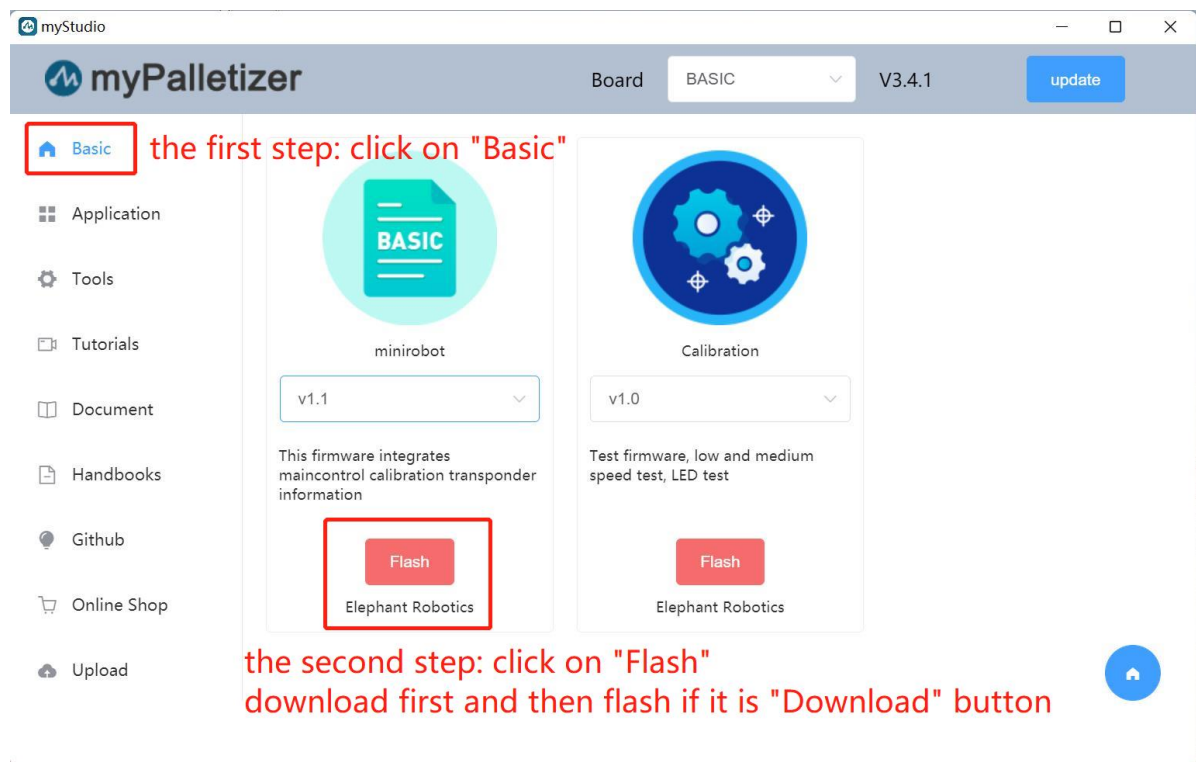 myStudio
myPalletizer
Board
BASIC
V3.4.1
update
Basic
the first step: click on "Basic"
Application
Tools
Tutorials
Document
Handbooks
Github
Online Shop
Upload
BASIC
minirobot
v1.1
This firmware integrates
maincontrol calibration transponder
information
Flash
Elephant Robotics
Calibration
v1.0
Test firmware, low and medium
speed test, LED test
Flash
Elephant Robotics
the second step: click on "Flash"
download first and then flash if it is "Download" button